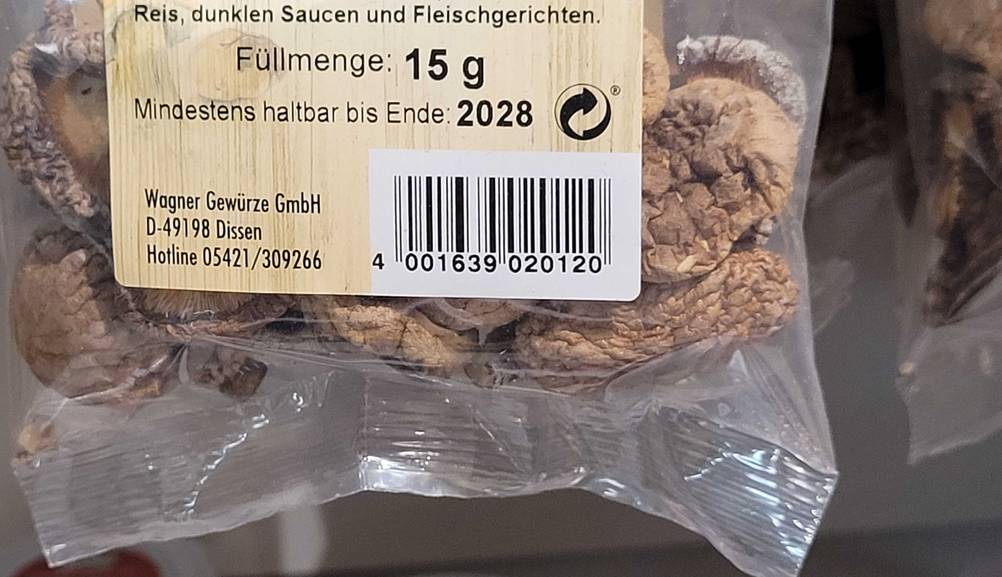 Reis, dunklen Saucen und Fleischgerichten.
Füllmenge: 15 g
Mindestens haltbar bis Ende: 2028
®
Wagner Gewürze GmbH
D-49198 Dissen
Hotline 05421/309266
4 001639 020120